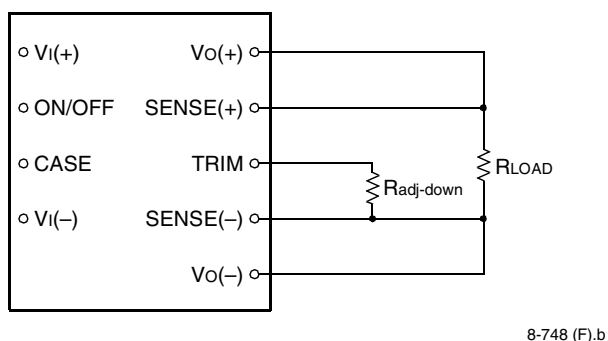 VI(+) VO(+)
ON/OFF SENSE(+)
CASE TRIM
RLOAD
Radj-down
VI(–) SENSE(–)
VO(–)
8-748 (F).b